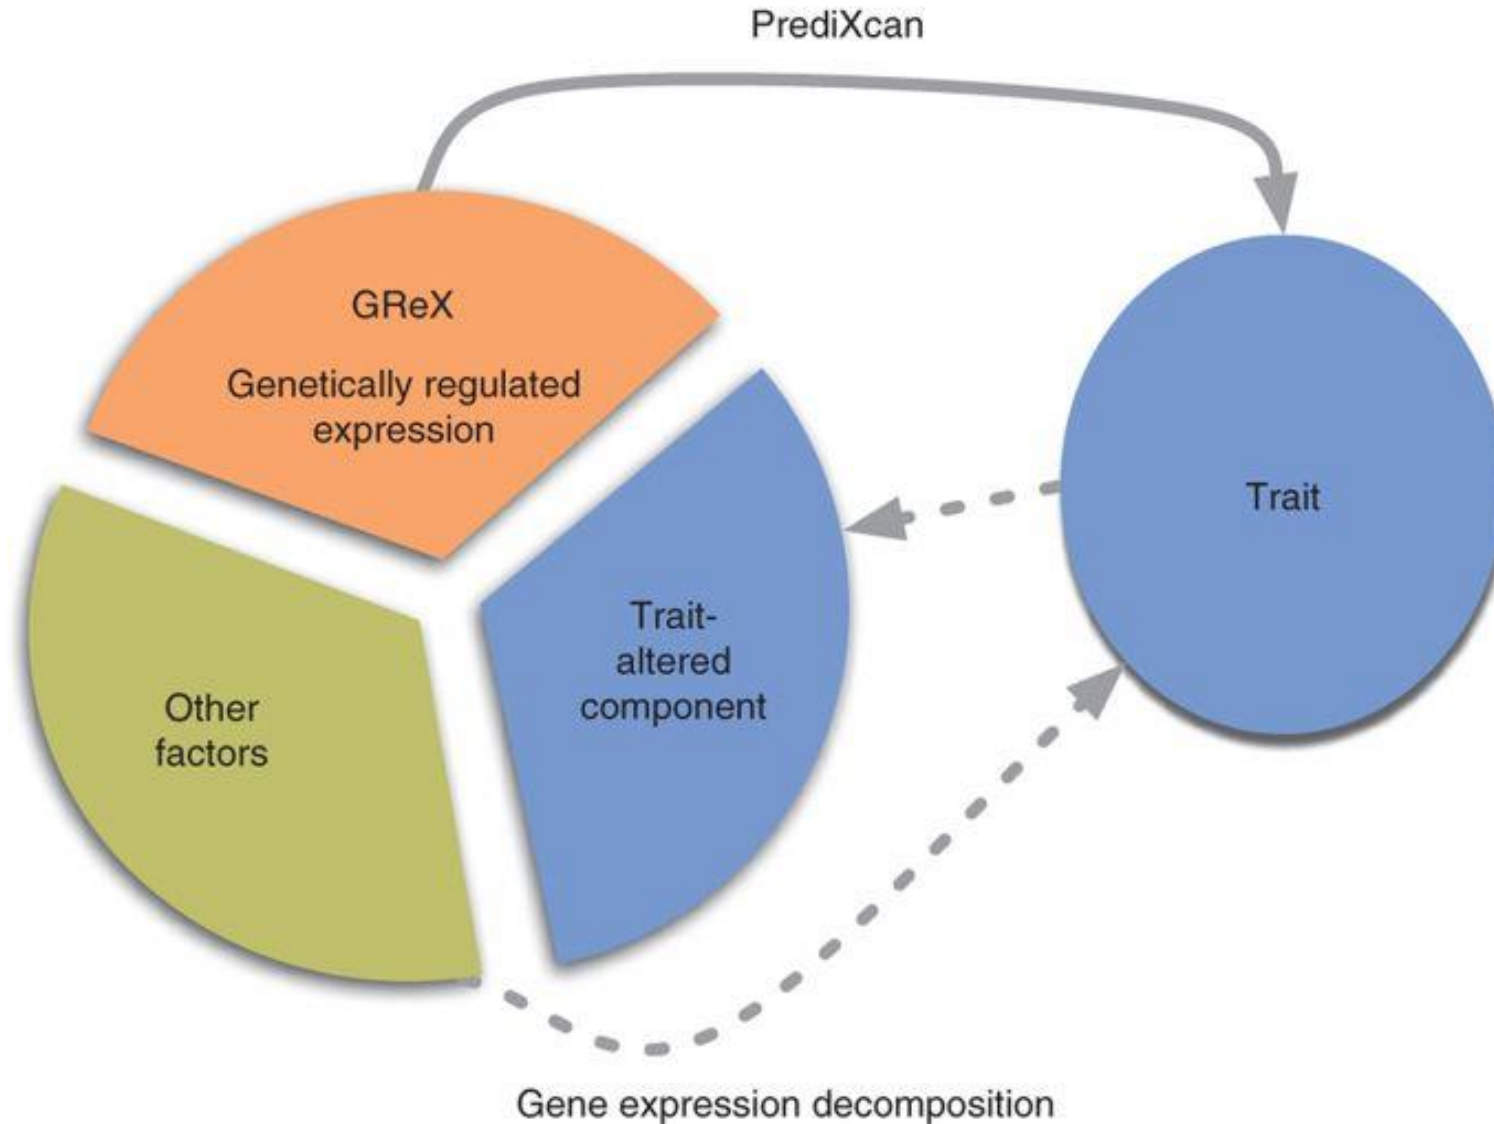 PrediXcan
GReX
Genetically regulated
expression
Trait
Trait-
altered
component
Other
factors
Gene expression decomposition